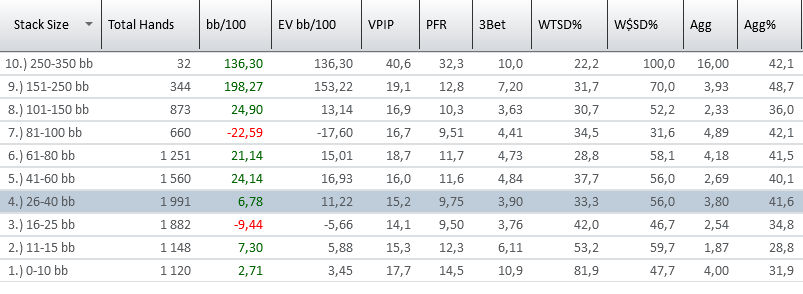 Stack Size Total Hands bb/100 EV bb/100 VPIP PFR 3Bet WTSD% W$SD% Agg Agg%
10.) 250-350 bb 32 136,30 136,30 40,6 32,3 10,0 22,2 100,0 16,00 42,1
9.) 151-250 bb 344 198,27 153,22 19,1 12,8 7,20 31,7 70,0 3,93 48,7
8.) 101-150 bb 873 24,90 13,14 16,9 10,3 3,63 30,7 52,2 2,33 36,0
7.) 81-100 bb 660 -22,59 -17,60 16,7 9,51 4,41 34,5 31,6 4,89 42,1
6.) 61-80 bb 1 251 21,14 15,01 18,7 11,7 4,73 28,8 58,1 4,18 41,5
5.) 41-60 bb 1 560 24,14 16,93 16,0 11,6 4,84 37,7 56,0 2,69 40,1
4.) 26-40 bb 1 991 6,78 11,22 15,2 9,75 3,90 33,3 56,0 3,80 41,6
3.) 16-25 bb 1 882 -9,44 -5,66 14,1 9,50 3,76 42,0 46,7 2,54 34,8
2.) 11-15 bb 1 148 7,30 5,88 15,3 12,3 6,11 53,2 59,7 1,87 28,8
1.) 0-10 bb 1 120 2,71 3,45 17,7 14,5 10,9 81,9 47,7 4,00 31,9